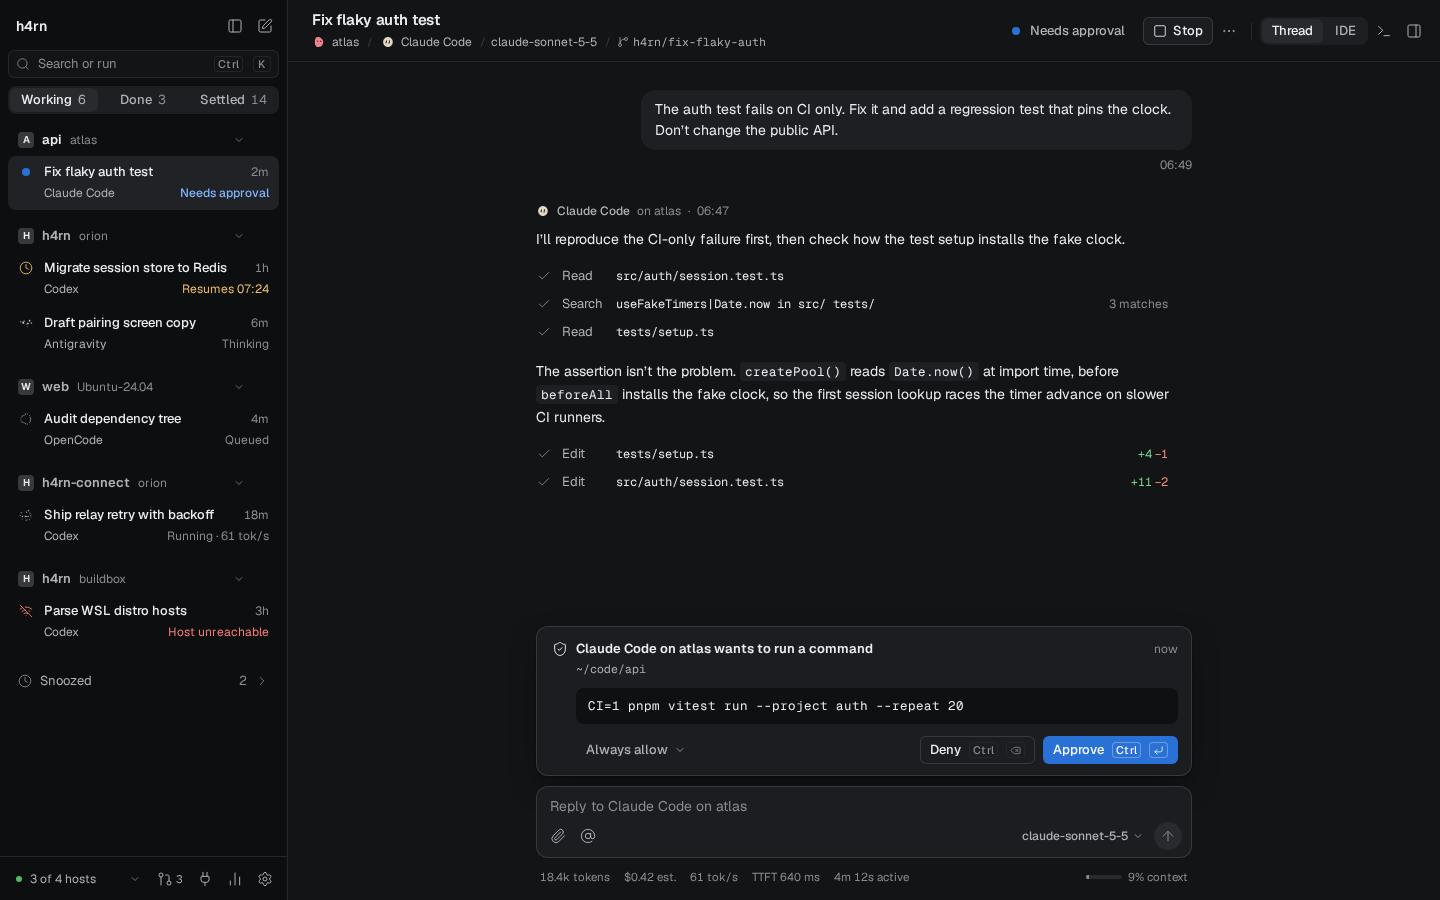 h4rn
Search or run Ctrl K
Working 6 Done 3 Settled 14
A api atlas
Fix flaky auth test 2m
Claude Code Needs approval
H h4rn orion
Migrate session store to Redis 1h
Codex Resumes 07:24
Draft pairing screen copy 6m
Antigravity Thinking
W web Ubuntu-24.04
Audit dependency tree 4m
OpenCode Queued
H h4rn-connect orion
Ship relay retry with backoff 18m
Codex Running · 61 tok/s
H h4rn buildbox
Parse WSL distro hosts 3h
Codex Host unreachable
Snoozed 2
3 of 4 hosts 3
Fix flaky auth test
atlas / Claude Code / claude-sonnet-5-5 / h4rn/fix-flaky-auth
Needs approval Stop ··· Thread IDE
The auth test fails on CI only. Fix it and add a regression test that pins the clock.
Don’t change the public API.
06:49
Claude Code on atlas · 06:47
I’ll reproduce the CI-only failure first, then check how the test setup installs the fake clock.
Read src/auth/session.test.ts
Search useFakeTimers|Date.now in src/ tests/ 3 matches
Read tests/setup.ts
The assertion isn’t the problem. createPool() reads Date.now() at import time, before
beforeAll installs the fake clock, so the first session lookup races the timer advance on slower
CI runners.
Edit tests/setup.ts +4 −1
Edit src/auth/session.test.ts +11 −2
Claude Code on atlas wants to run a command now
~/code/api
CI=1 pnpm vitest run --project auth --repeat 20
Always allow Deny Ctrl Approve Ctrl
Reply to Claude Code on atlas
claude-sonnet-5-5
18.4k tokens $0.42 est. 61 tok/s TTFT 640 ms 4m 12s active 9% context